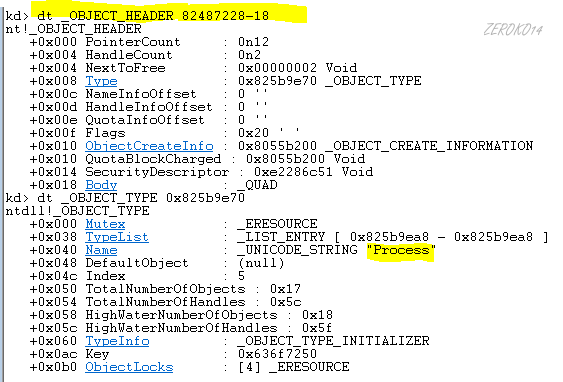 kd> dt _OBJECT_HEADER 82487228-18
ZEROK014
nt!_OBJECT_HEADER
+0x000 PointerCount : 0n12
+0x004 HandleCount : 0n2
+0x004 NextToFree : 0x00000002 Void
+0x008 Type : 0x825b9e70 _OBJECT_TYPE
+0x00c NameInfoOffset : 0 ''
+0x00d HandleInfoOffset : 0 ''
+0x00e QuotaInfoOffset : 0 ''
+0x00f Flags : 0x20 ' '
+0x010 ObjectCreateInfo : 0x8055b200 _OBJECT_CREATE_INFORMATION
+0x010 QuotaBlockCharged : 0x8055b200 Void
+0x014 SecurityDescriptor : 0xe2286c51 Void
+0x018 Body : _QUAD
kd> dt _OBJECT_TYPE 0x825b9e70
ntdll!_OBJECT_TYPE
+0x000 Mutex : _ERESOURCE
+0x038 TypeList : _LIST_ENTRY [ 0x825b9ea8 - 0x825b9ea8 ]
+0x040 Name : _UNICODE_STRING "Process"
+0x048 DefaultObject : (null)
+0x04c Index : 5
+0x050 TotalNumberOfObjects : 0x17
+0x054 TotalNumberOfHandles : 0x5c
+0x058 HighWaterNumberOfObjects : 0x18
+0x05c HighWaterNumberOfHandles : 0x5f
+0x060 TypeInfo : _OBJECT_TYPE_INITIALIZER
+0x0ac Key : 0x636f7250
+0x0b0 ObjectLocks : [4] _ERESOURCE